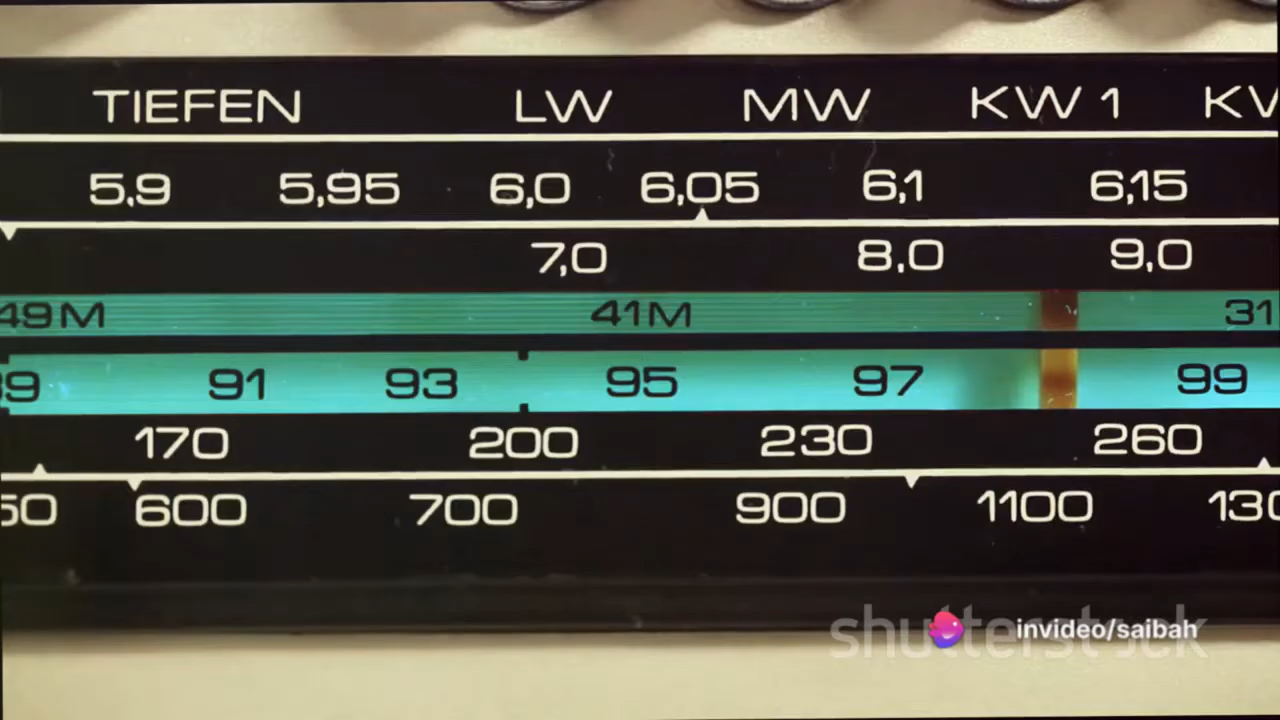 TIEFEN LW MW KW 1 KV
5,9 5,95 6,0 6,05 6,1 6,15
7,0 8,0 9,0
49M 41M 31
89 91 93 95 97 99
170 200 230 260
50 600 700 900 1100 130
shutterstock
invideo/saibah